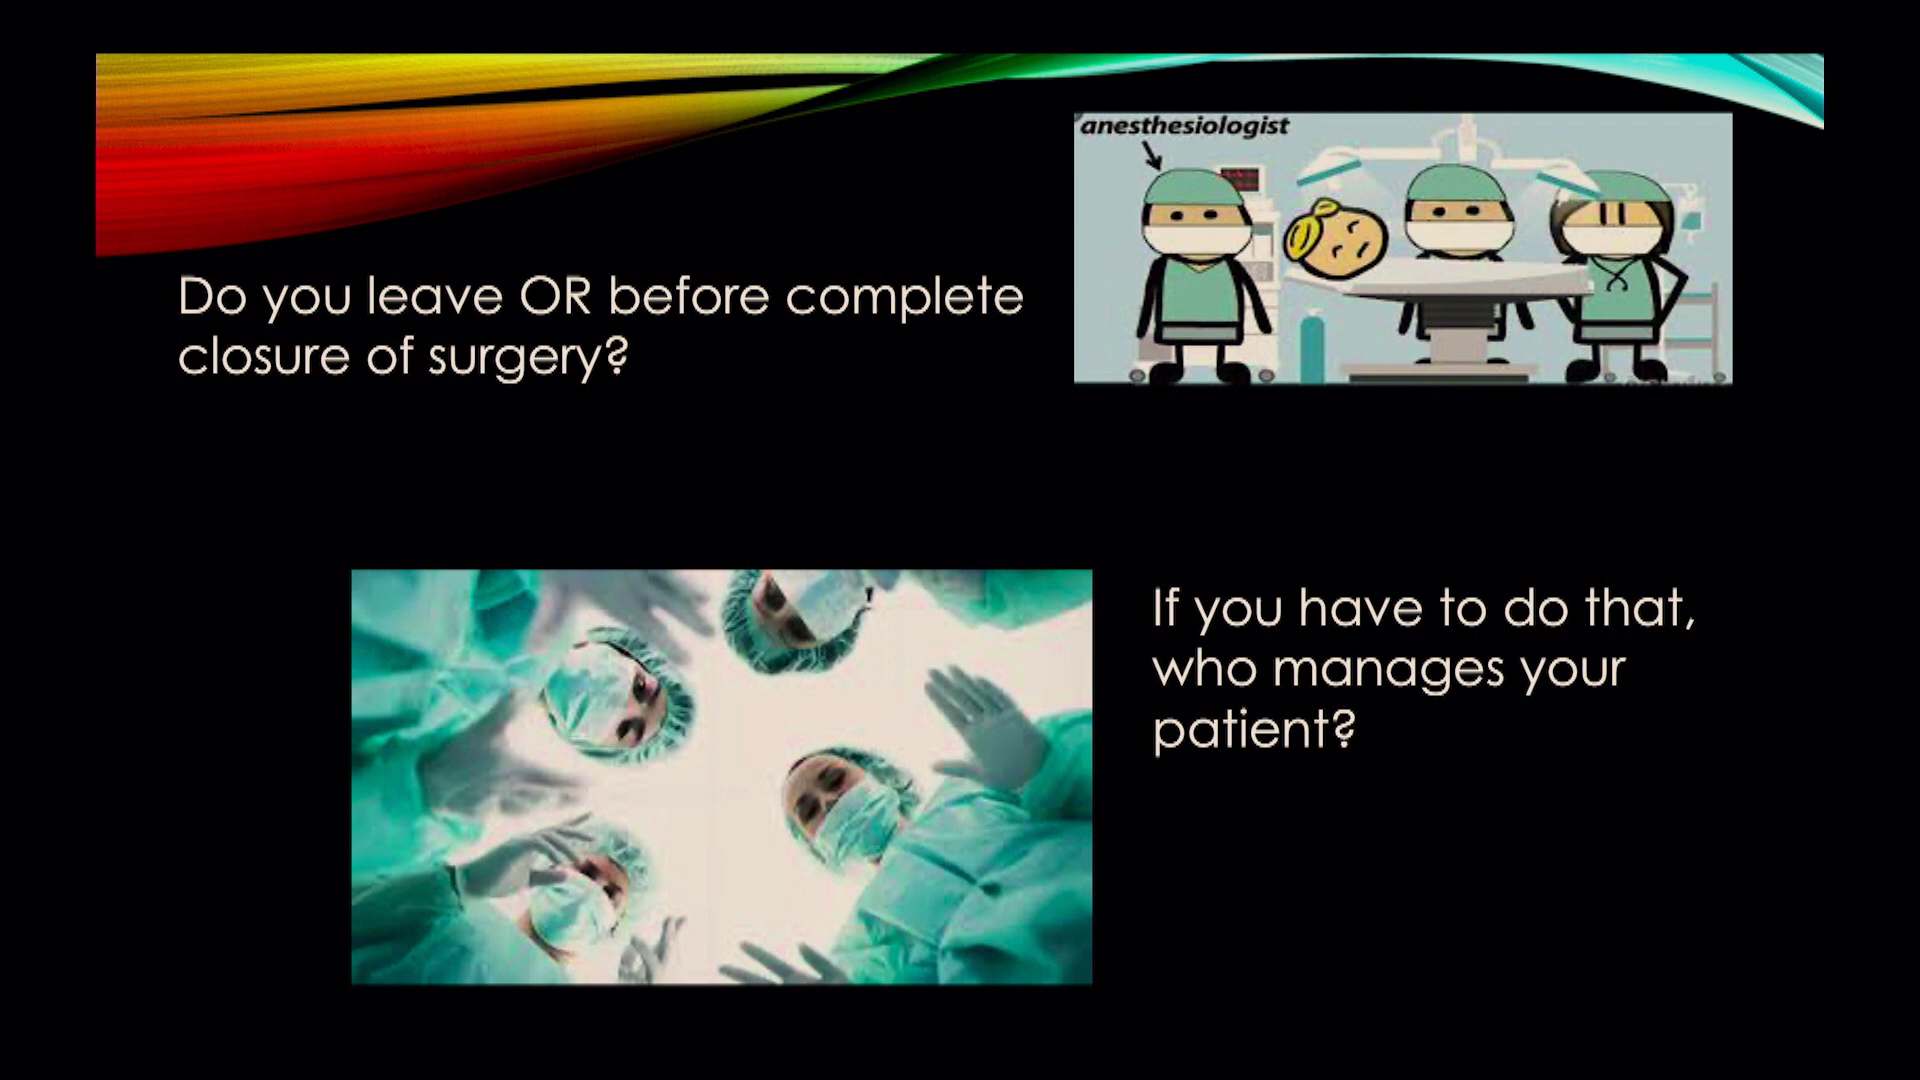 anesthesiologist
Do you leave OR before complete
closure of surgery?
If you have to do that,
who manages your
patient?